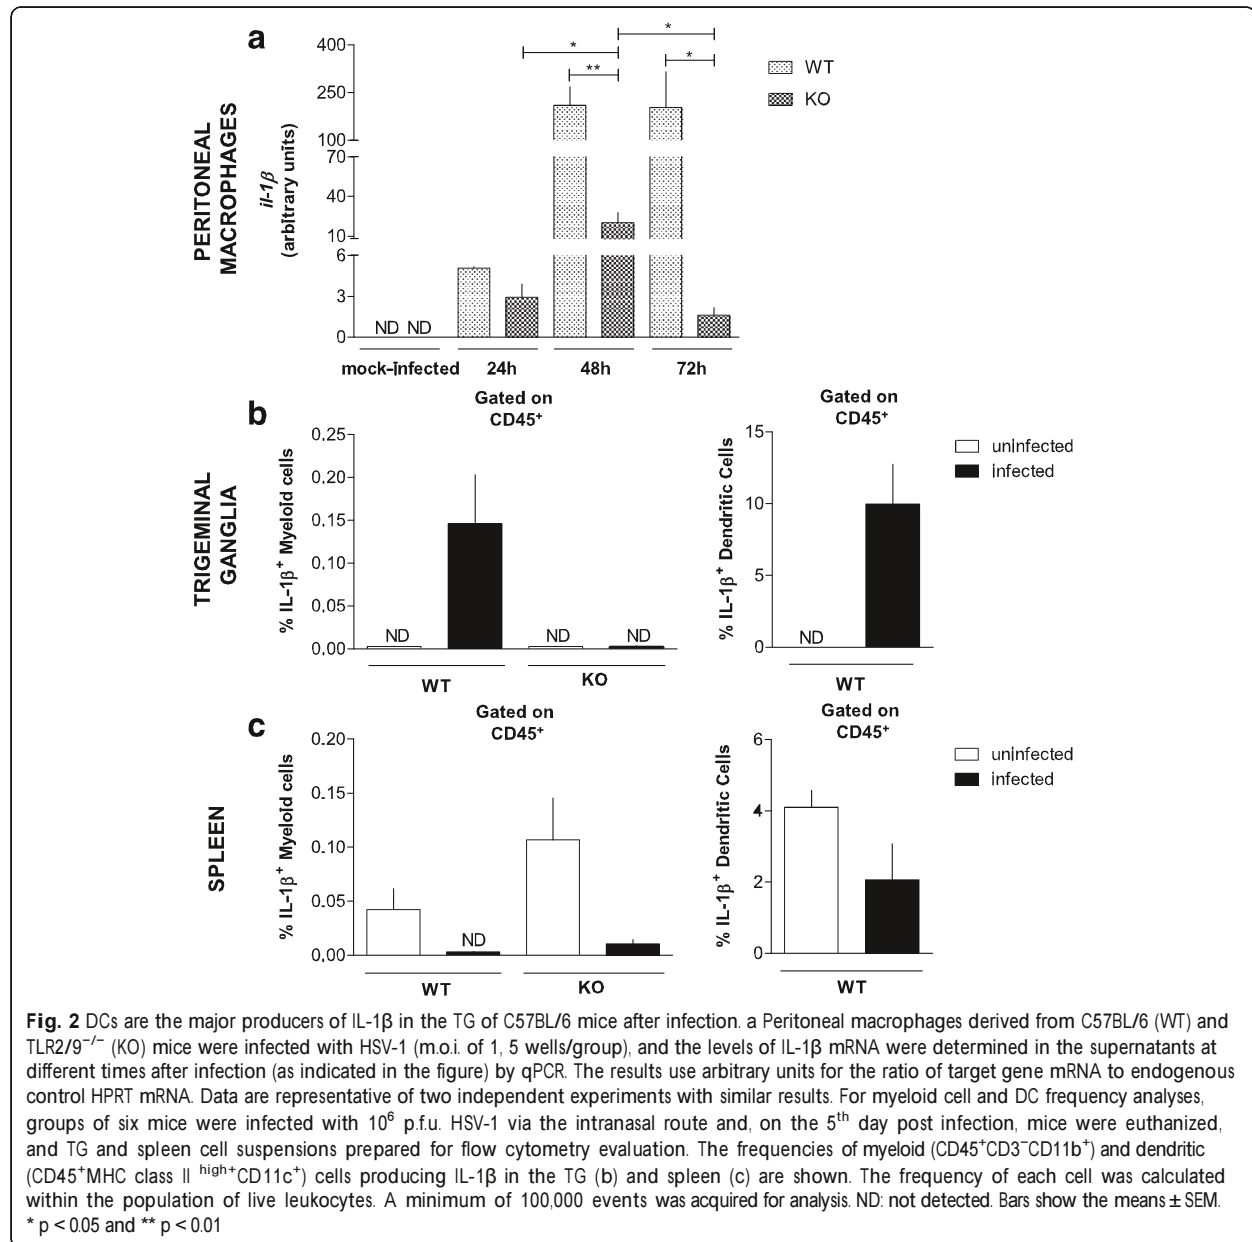 a
PERITONEAL
MACROPHAGES
il-1β
(arbitrary units)
400
250
100
70
40
10
6
3
0
*
*
**
*
WT
KO
ND ND
mock-infected 24h 48h 72h
b
TRIGEMINAL
GANGLIA
Gated on
CD45⁺
% IL-1β⁺ Myeloid cells
0,25
0,20
0,15
0,10
0,05
0,00
ND ND ND
WT KO
Gated on
CD45⁺
% IL-1β⁺ Dendritic Cells
15
10
5
0
ND
WT
uninfected
infected
c
SPLEEN
Gated on
CD45⁺
% IL-1β⁺ Myeloid cells
0,20
0,15
0,10
0,05
0,00
ND
WT KO
Gated on
CD45⁺
% IL-1β⁺ Dendritic Cells
6
4
2
0
WT
uninfected
infected
Fig. 2 DCs are the major producers of IL-1β in the TG of C57BL/6 mice after infection. a Peritoneal macrophages derived from C57BL/6 (WT) and
TLR2/9⁻/⁻ (KO) mice were infected with HSV-1 (m.o.i. of 1, 5 wells/group), and the levels of IL-1β mRNA were determined in the supernatants at
different times after infection (as indicated in the figure) by qPCR. The results use arbitrary units for the ratio of target gene mRNA to endogenous
control HPRT mRNA. Data are representative of two independent experiments with similar results. For myeloid cell and DC frequency analyses,
groups of six mice were infected with 10⁶ p.f.u. HSV-1 via the intranasal route and, on the 5ᵗʰ day post infection, mice were euthanized,
and TG and spleen cell suspensions prepared for flow cytometry evaluation. The frequencies of myeloid (CD45⁺CD3⁻CD11b⁺) and dendritic
(CD45⁺MHC class II ʰⁱᵍʰ⁺CD11c⁺) cells producing IL-1β in the TG (b) and spleen (c) are shown. The frequency of each cell was calculated
within the population of live leukocytes. A minimum of 100,000 events was acquired for analysis. ND: not detected. Bars show the means ± SEM.
* p < 0.05 and ** p < 0.01